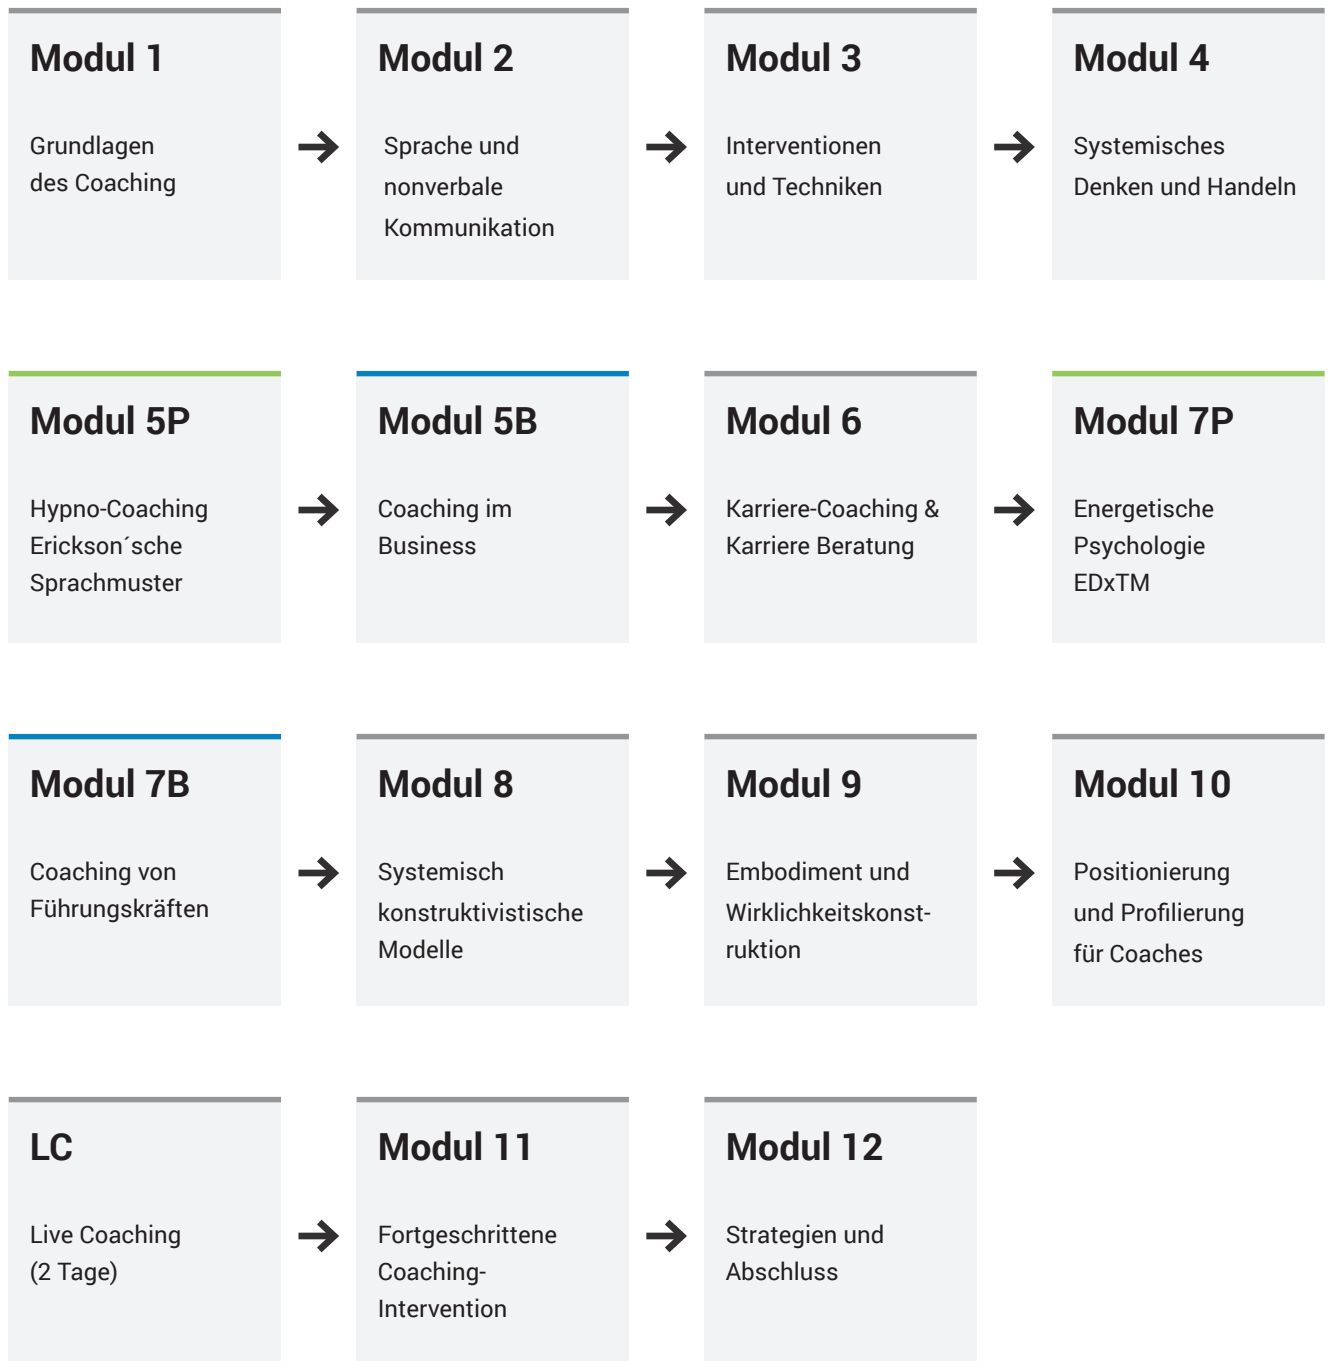 Modul 1
Grundlagen
des Coaching
Modul 2
Sprache und
nonverbale
Kommunikation
Modul 3
Interventionen
und Techniken
Modul 4
Systemisches
Denken und Handeln
Modul 5P
Hypno-Coaching
Erickson´sche
Sprachmuster
Modul 5B
Coaching im
Business
Modul 6
Karriere-Coaching &
Karriere Beratung
Modul 7P
Energetische
Psychologie
EDxTM
Modul 7B
Coaching von
Führungskräften
Modul 8
Systemisch
konstruktivistische
Modelle
Modul 9
Embodiment und
Wirklichkeitskonst-
ruktion
Modul 10
Positionierung
und Profilierung
für Coaches
LC
Live Coaching
(2 Tage)
Modul 11
Fortgeschrittene
Coaching-
Intervention
Modul 12
Strategien und
Abschluss